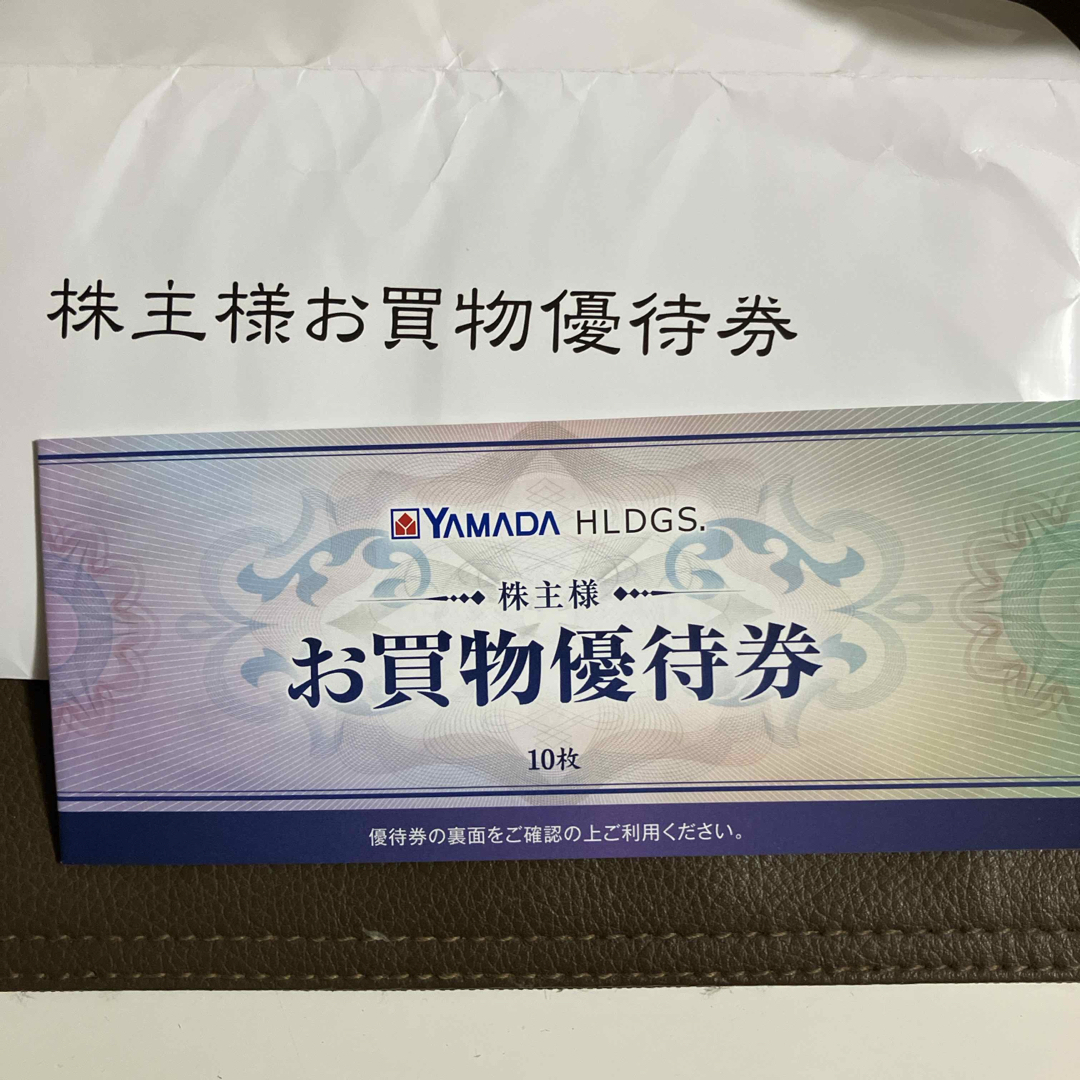 株主様お買物優待券
YAMADA HLDGS.
株主様
お買物優待券
10枚
優待券の裏面をご確認の上ご利用ください。